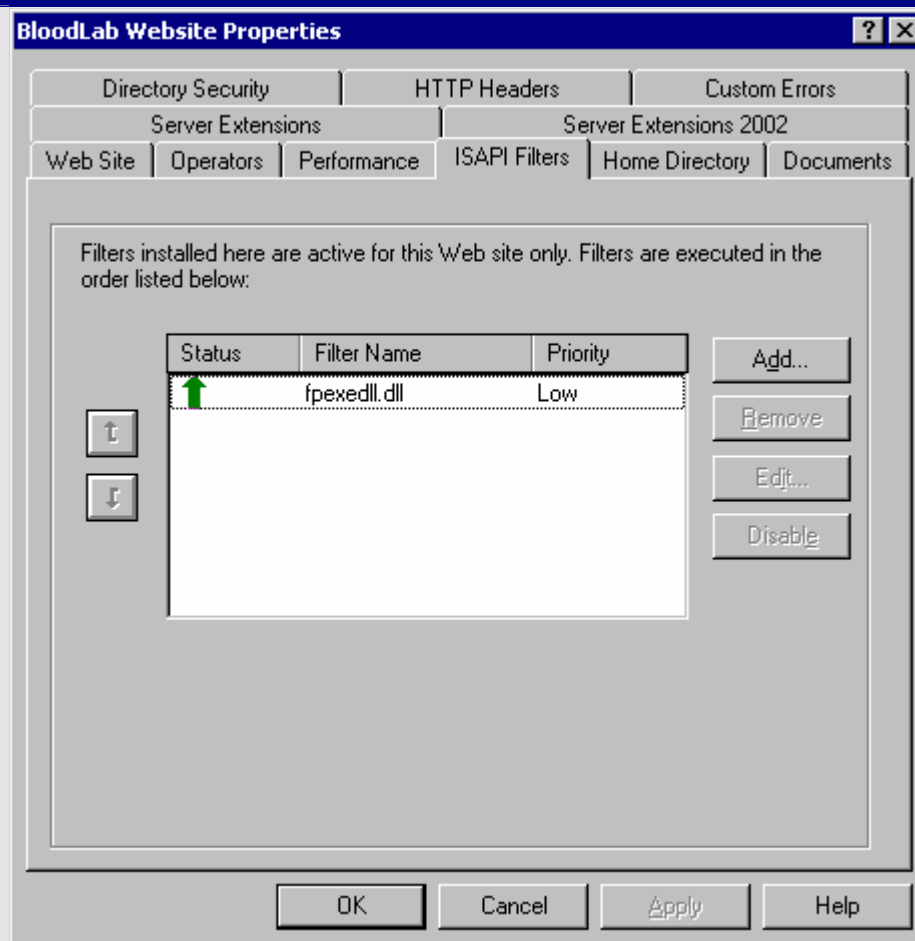 BloodLab Website Properties
Directory Security HTTP Headers Custom Errors
Server Extensions Server Extensions 2002
Web Site Operators Performance ISAPI Filters Home Directory Documents
Filters installed here are active for this Web site only. Filters are executed in the
order listed below:
Status Filter Name Priority
fpexedll.dll Low
Add...
Remove
Edit...
Disable
OK Cancel Apply Help